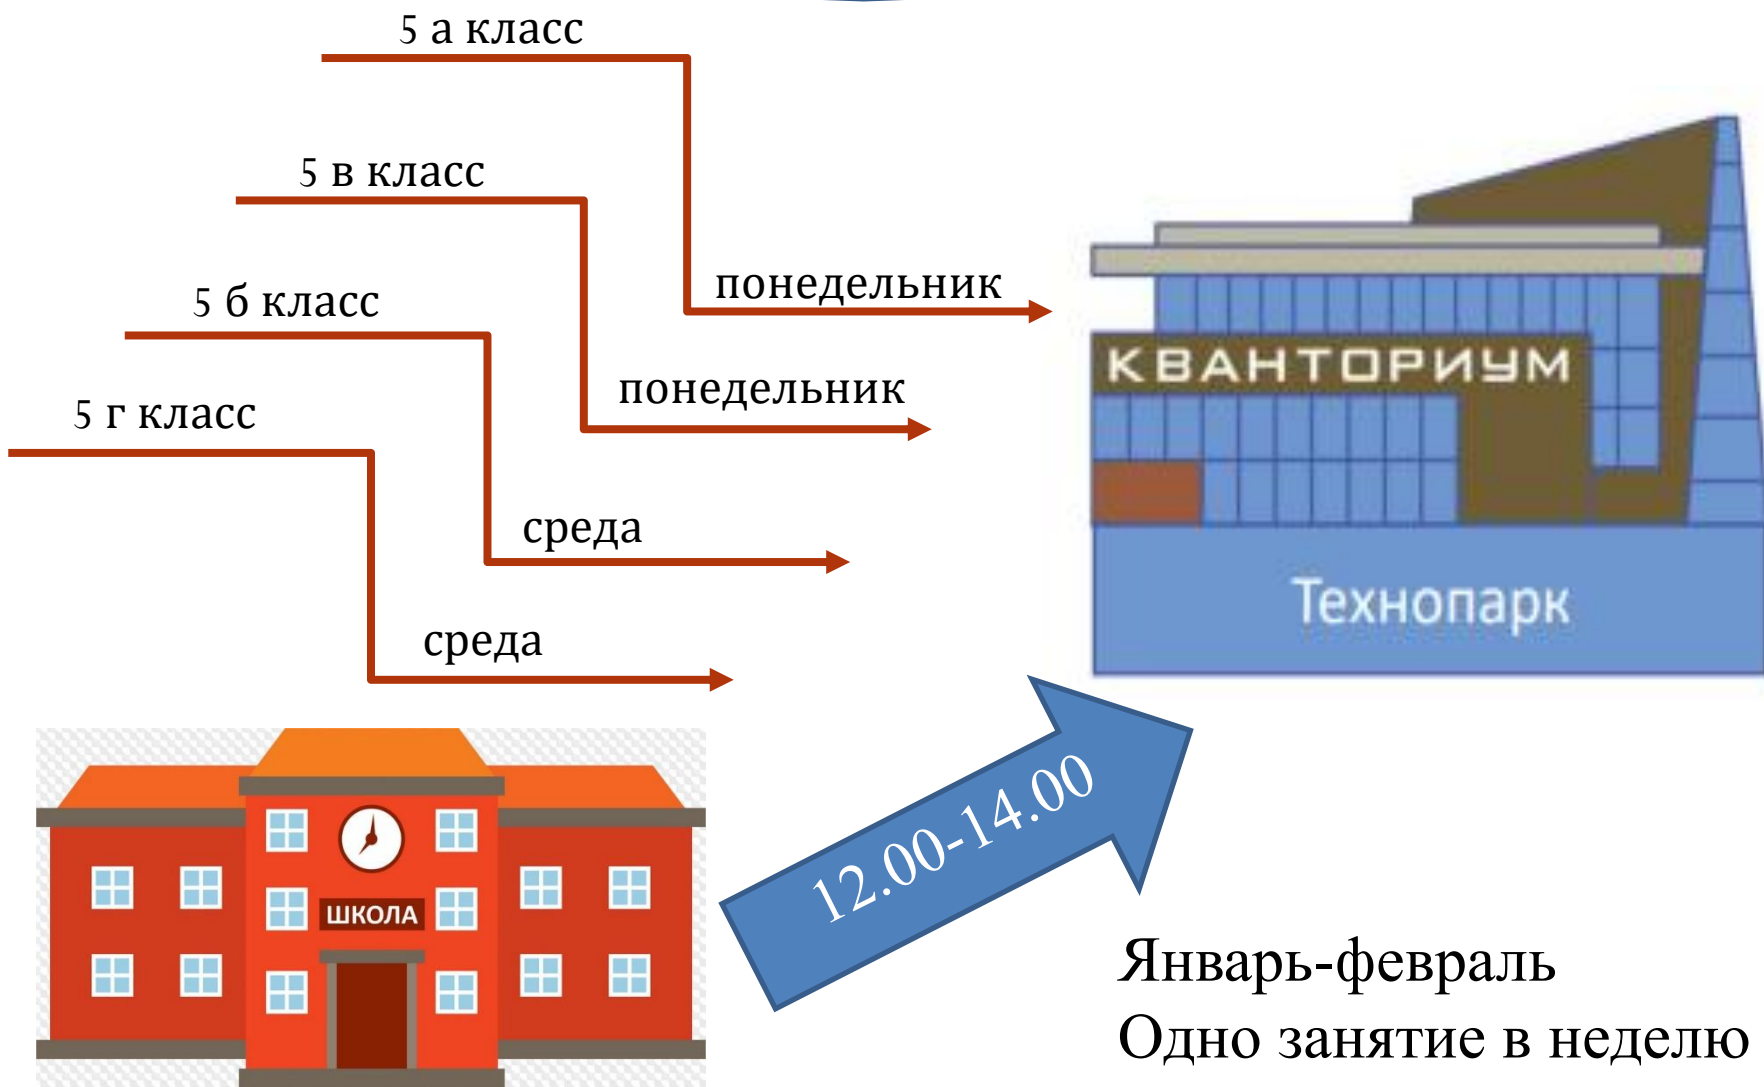 5 а класс
5 в класс
понедельник
5 б класс
понедельник
5 г класс
среда
среда
КВАНТОРИУМ
Технопарк
ШКОЛА
12.00-14.00
Январь-февраль
Одно занятие в неделю